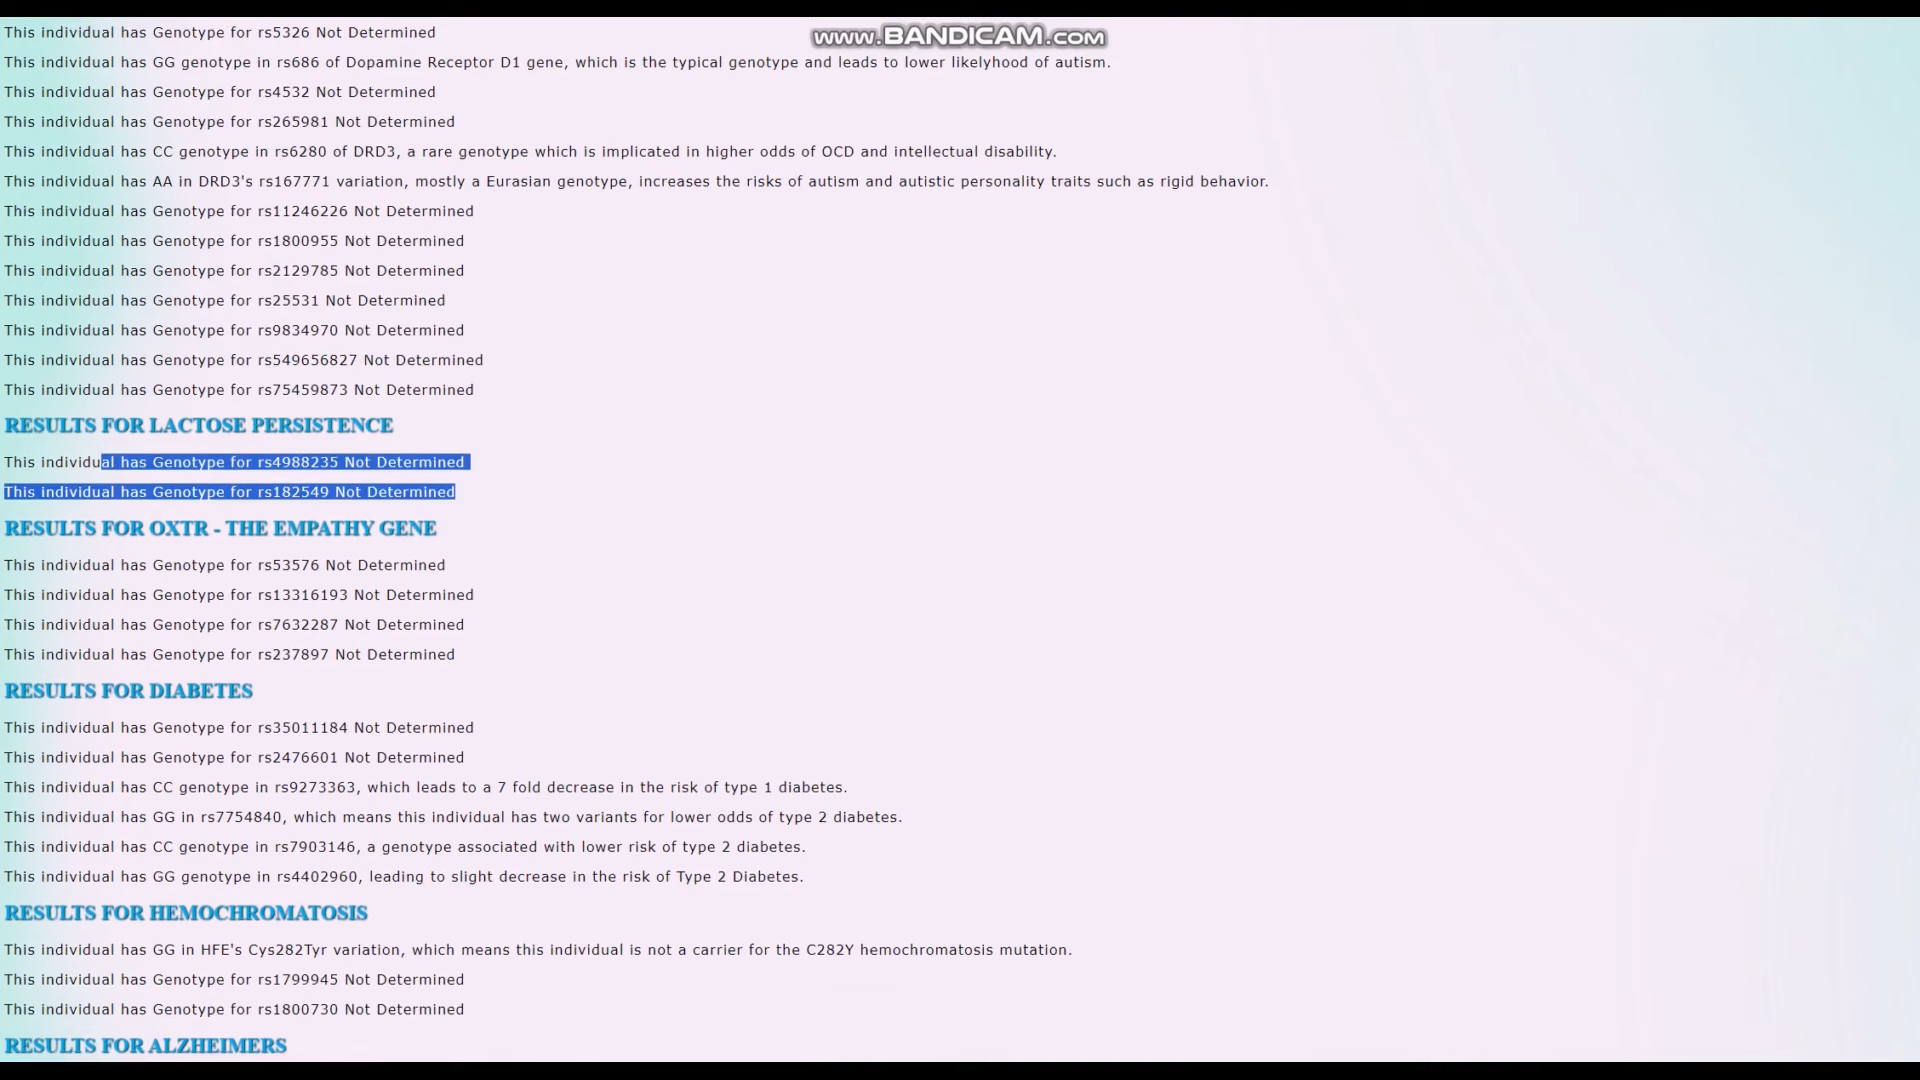 www.BANDICAM.com
This individual has Genotype for rs5326 Not Determined
This individual has GG genotype in rs686 of Dopamine Receptor D1 gene, which is the typical genotype and leads to lower likelyhood of autism.
This individual has Genotype for rs4532 Not Determined
This individual has Genotype for rs265981 Not Determined
This individual has CC genotype in rs6280 of DRD3, a rare genotype which is implicated in higher odds of OCD and intellectual disability.
This individual has AA in DRD3's rs167771 variation, mostly a Eurasian genotype, increases the risks of autism and autistic personality traits such as rigid behavior.
This individual has Genotype for rs11246226 Not Determined
This individual has Genotype for rs1800955 Not Determined
This individual has Genotype for rs2129785 Not Determined
This individual has Genotype for rs25531 Not Determined
This individual has Genotype for rs9834970 Not Determined
This individual has Genotype for rs549656827 Not Determined
This individual has Genotype for rs75459873 Not Determined
RESULTS FOR LACTOSE PERSISTENCE
This individual has Genotype for rs4988235 Not Determined
This individual has Genotype for rs182549 Not Determined
RESULTS FOR OXTR - THE EMPATHY GENE
This individual has Genotype for rs53576 Not Determined
This individual has Genotype for rs13316193 Not Determined
This individual has Genotype for rs7632287 Not Determined
This individual has Genotype for rs237897 Not Determined
RESULTS FOR DIABETES
This individual has Genotype for rs35011184 Not Determined
This individual has Genotype for rs2476601 Not Determined
This individual has CC genotype in rs9273363, which leads to a 7 fold decrease in the risk of type 1 diabetes.
This individual has GG in rs7754840, which means this individual has two variants for lower odds of type 2 diabetes.
This individual has CC genotype in rs7903146, a genotype associated with lower risk of type 2 diabetes.
This individual has GG genotype in rs4402960, leading to slight decrease in the risk of Type 2 Diabetes.
RESULTS FOR HEMOCHROMATOSIS
This individual has GG in HFE's Cys282Tyr variation, which means this individual is not a carrier for the C282Y hemochromatosis mutation.
This individual has Genotype for rs1799945 Not Determined
This individual has Genotype for rs1800730 Not Determined
RESULTS FOR ALZHEIMERS